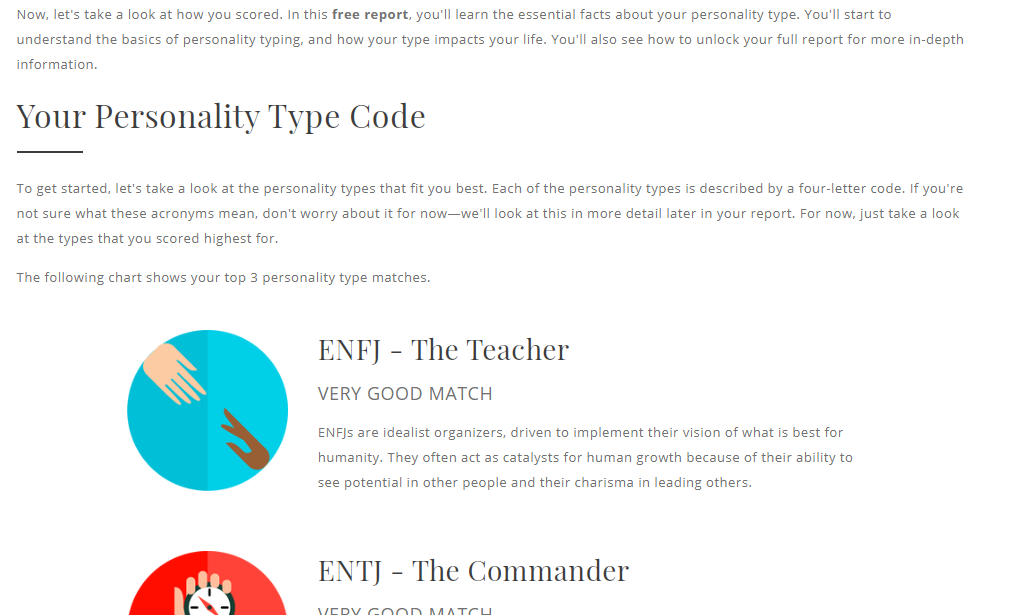 Now, let's take a look at how you scored. In this free report, you'll learn the essential facts about your personality type. You'll start to
understand the basics of personality typing, and how your type impacts your life. You'll also see how to unlock your full report for more in-depth
information.
Your Personality Type Code
To get started, let's take a look at the personality types that fit you best. Each of the personality types is described by a four-letter code. If you're
not sure what these acronyms mean, don't worry about it for now—we'll look at this in more detail later in your report. For now, just take a look
at the types that you scored highest for.
The following chart shows your top 3 personality type matches.
ENFJ - The Teacher
VERY GOOD MATCH
ENFJs are idealist organizers, driven to implement their vision of what is best for
humanity. They often act as catalysts for human growth because of their ability to
see potential in other people and their charisma in leading others.
ENTJ - The Commander
VERY GOOD MATCH